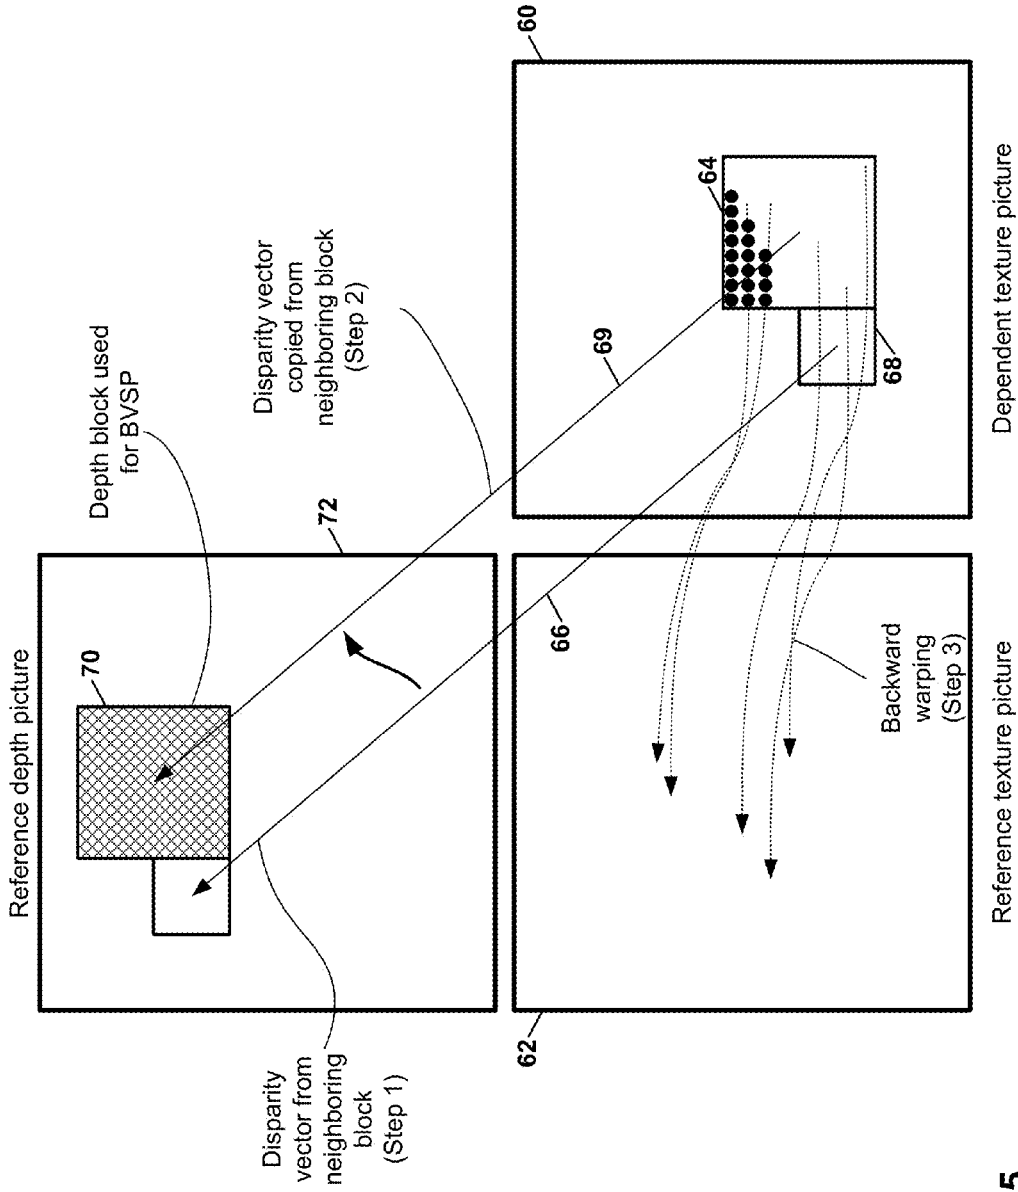 Reference depth picture
70
72
Depth block used
for BVSP
Disparity vector
copied from
neighboring block
(Step 2)
Disparity
vector from
neighboring
block
(Step 1)
62
66
69
60
64
68
Backward
warping
(Step 3)
Reference texture picture
Dependent texture picture
5